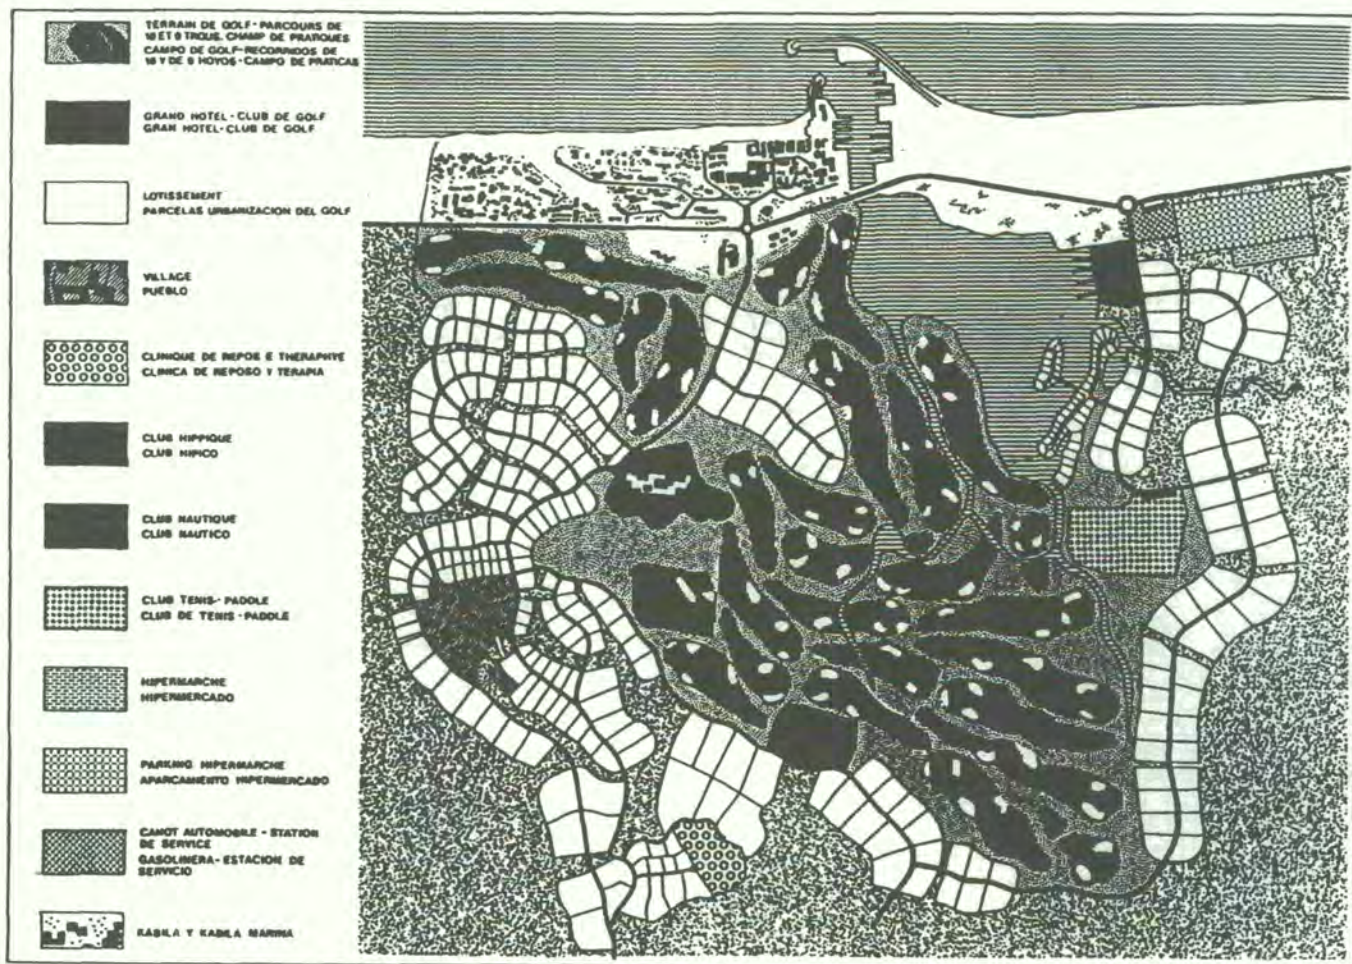 TERRAIN DE GOLF - PARCOURS DE
18 ET 9 TROUS. CHAMP DE PRATIQUES
CAMPO DE GOLF - RECORRIDOS DE
18 Y DE 9 HOYOS - CAMPO DE PRATICAS
GRAND HOTEL - CLUB DE GOLF
GRAN HOTEL - CLUB DE GOLF
LOTISSEMENT
PARCELAS URBANIZACION DEL GOLF
VILLAGE
PUEBLO
CLINIQUE DE REPOS E THERAPHYE
CLINICA DE REPOSO Y TERAPIA
CLUB HIPPIQUE
CLUB HIPICO
CLUB NAUTIQUE
CLUB NAUTICO
CLUB TENIS - PADDLE
CLUB DE TENIS - PADDLE
HIPERMARCHE
HIPERMERCADO
PARKING HIPERMARCHE
APARCAMIENTO HIPERMERCADO
CANOT AUTOMOBILE - STATION
DE SERVICE
GASOLINERA - ESTACION DE
SERVICIO
KABILA Y KABILA MARINA